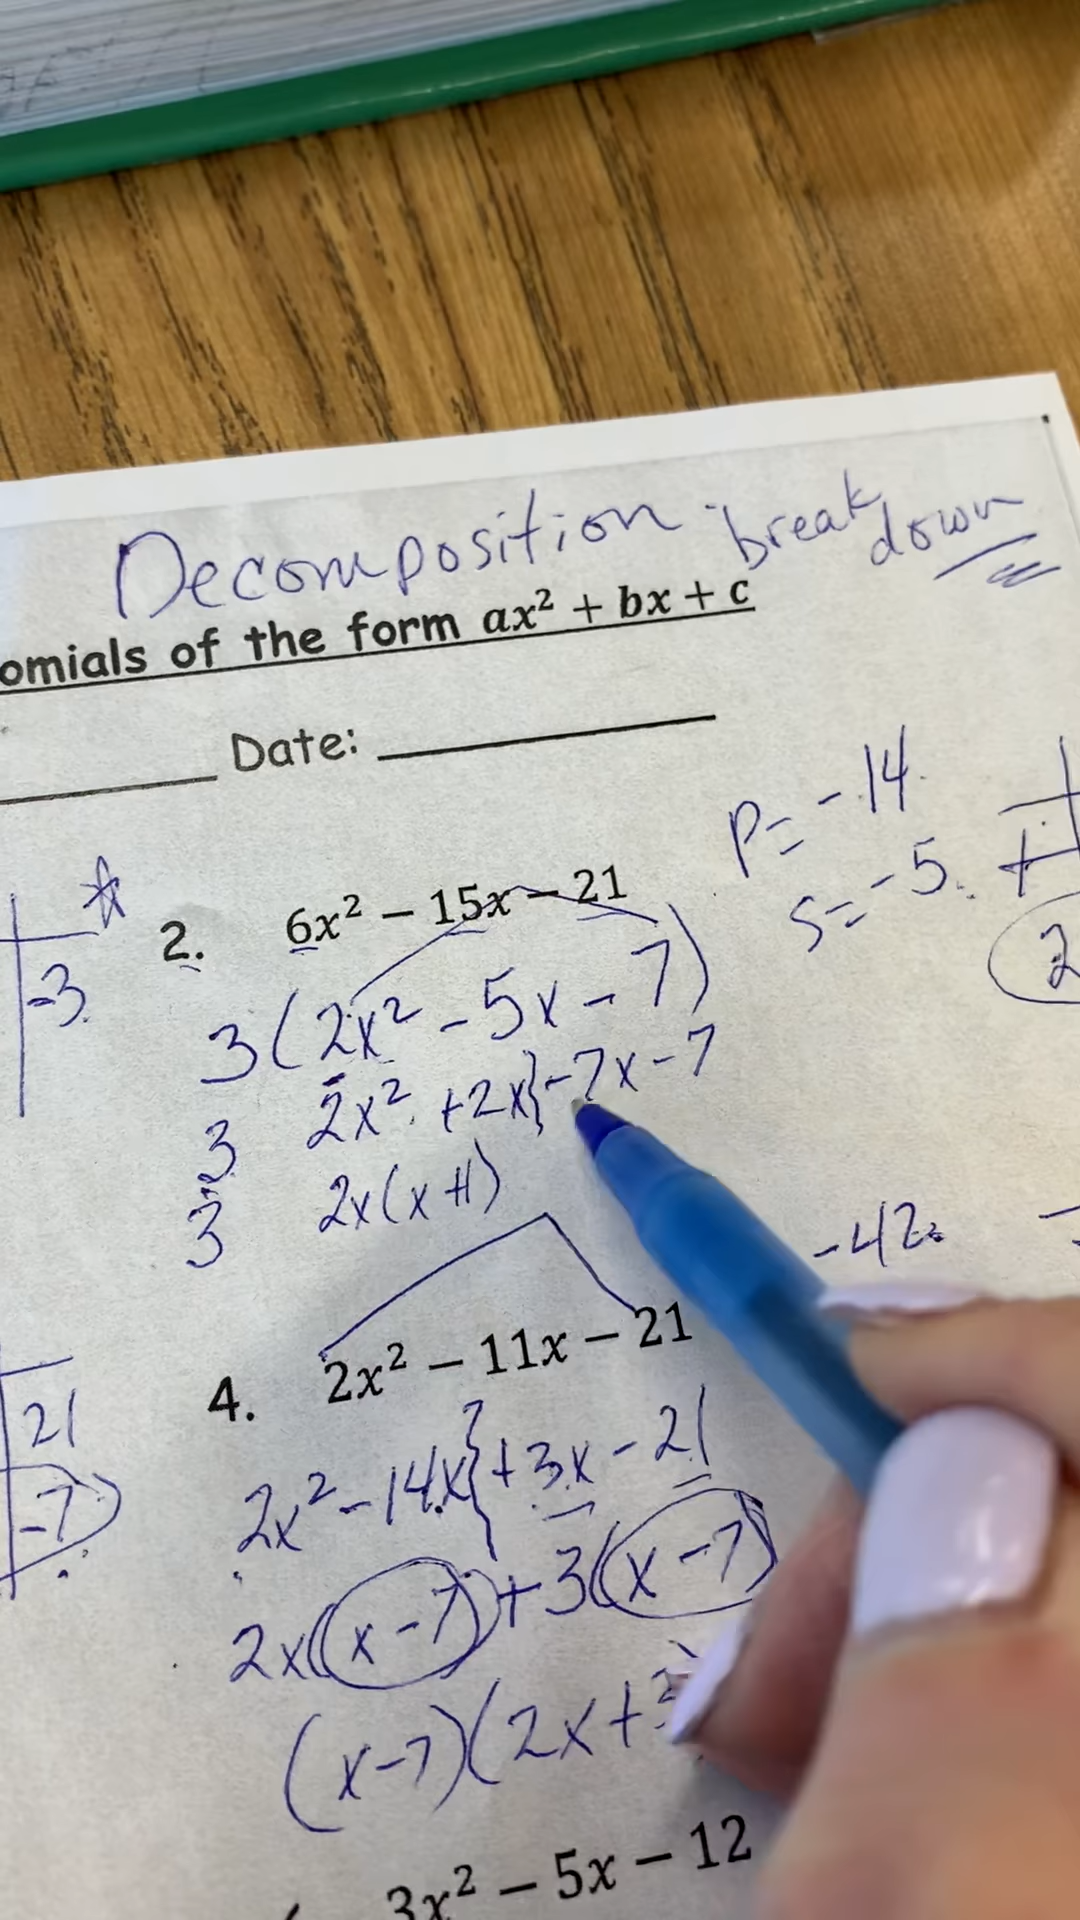 Decomposition - break down
omials of the form ax² + bx + c
Date:
P = -14
S = -5
+
2
-3
2. 6x² − 15x − 21
3(2x² - 5x - 7)
3 2x² +2x} -7x - 7
3 2x(x+1)
-42
4. 2x² − 11x − 21
21
-7
2x² - 14x} +3x - 21
2x(x - 7) + 3(x - 7)
(x-7)(2x+3
3x² − 5x − 12